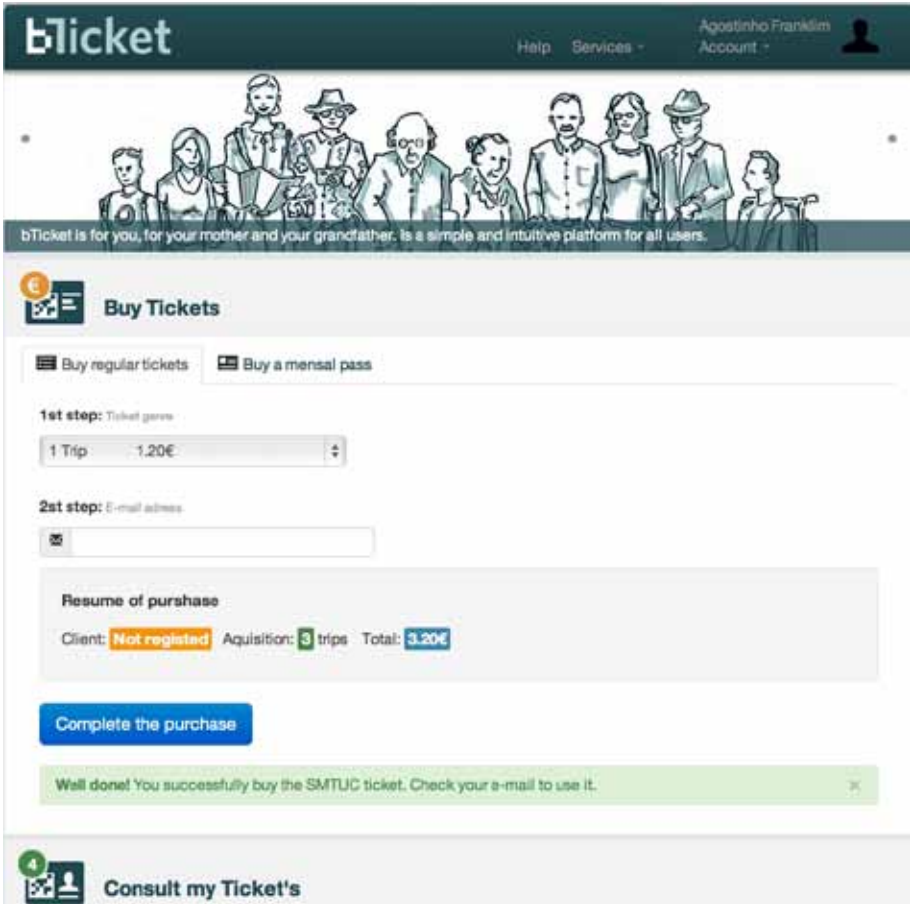 bTicket
Help Services
Agostinho Franklim
Account
bTicket is for you, for your mother and your grandfather. Is a simple and intuitive platform for all users.
€
Buy Tickets
Buy regular tickets
Buy a mensal pass
1st step: Ticket genre
1 Trip 1.20€
2st step: E-mail adress
Resume of purshase
Client: Not registed Aquisition: 3 trips Total: 3.20€
Complete the purchase
Well done! You successfully buy the SMTUC ticket. Check your e-mail to use it. ×
4
Consult my Ticket's